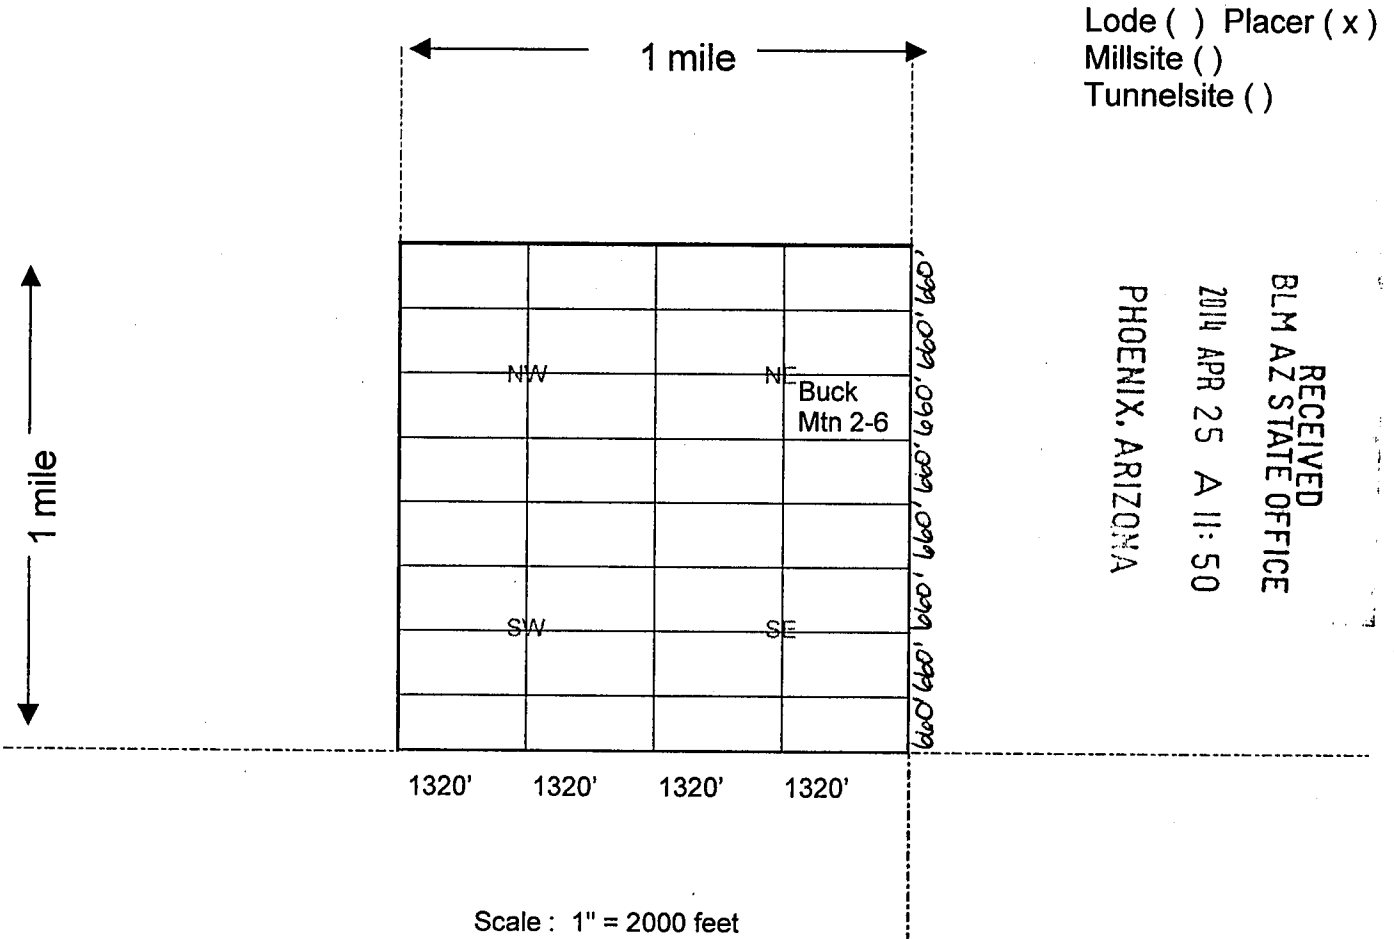 Lode ( ) Placer ( x )
Millsite ( )
Tunnelsite ( )
1 mile
1 mile
NW
NE
Buck
Mtn 2-6
SW
SE
660'
660'
660'
660'
660'
660'
660'
660'
1320' 1320' 1320' 1320'
Scale : 1" = 2000 feet
RECEIVED
BLM AZ STATE OFFICE
2014 APR 25 A 11: 50
PHOENIX, ARIZONA